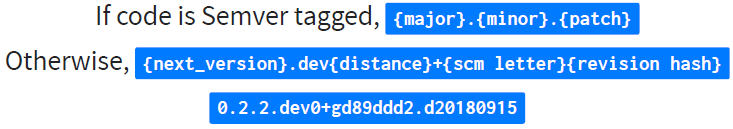 If code is Semver tagged, {major}.{minor}.{patch}
Otherwise, {next_version}.dev{distance}+{scm letter}{revision hash}
0.2.2.dev0+gd89ddd2.d20180915